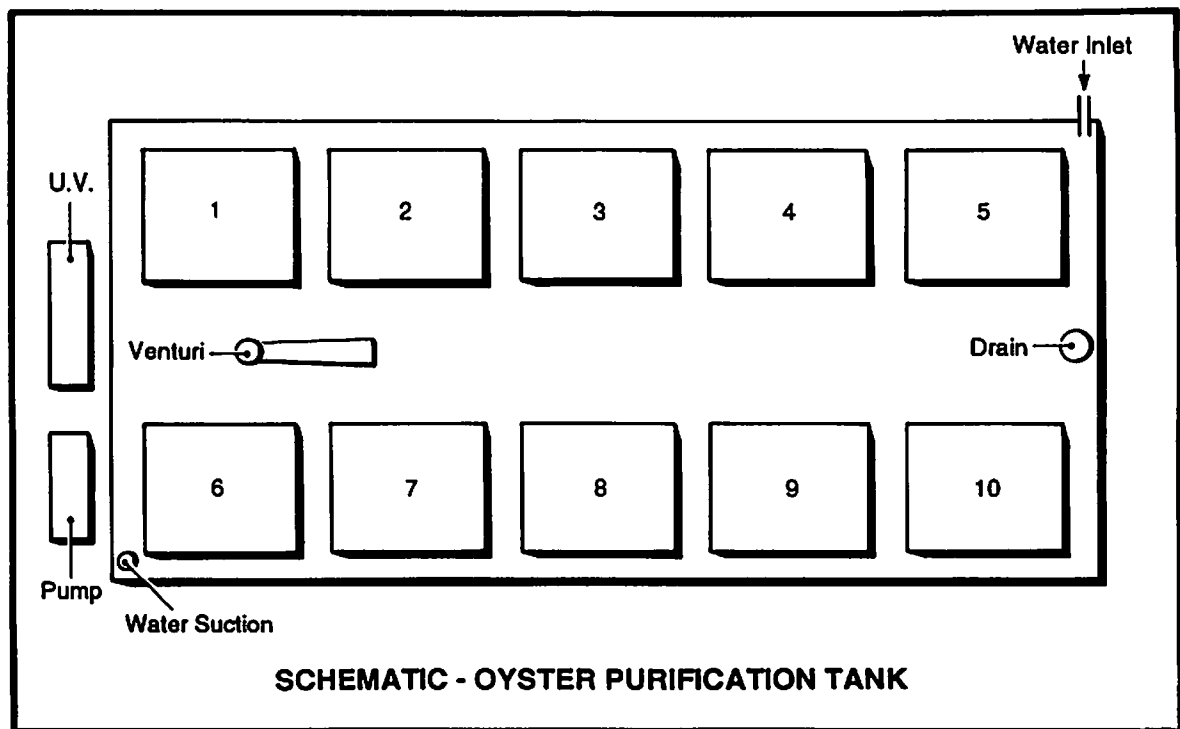 Water Inlet
U.V.
1
2
3
4
5
Venturi
Drain
6
7
8
9
10
Pump
Water Suction
SCHEMATIC - OYSTER PURIFICATION TANK